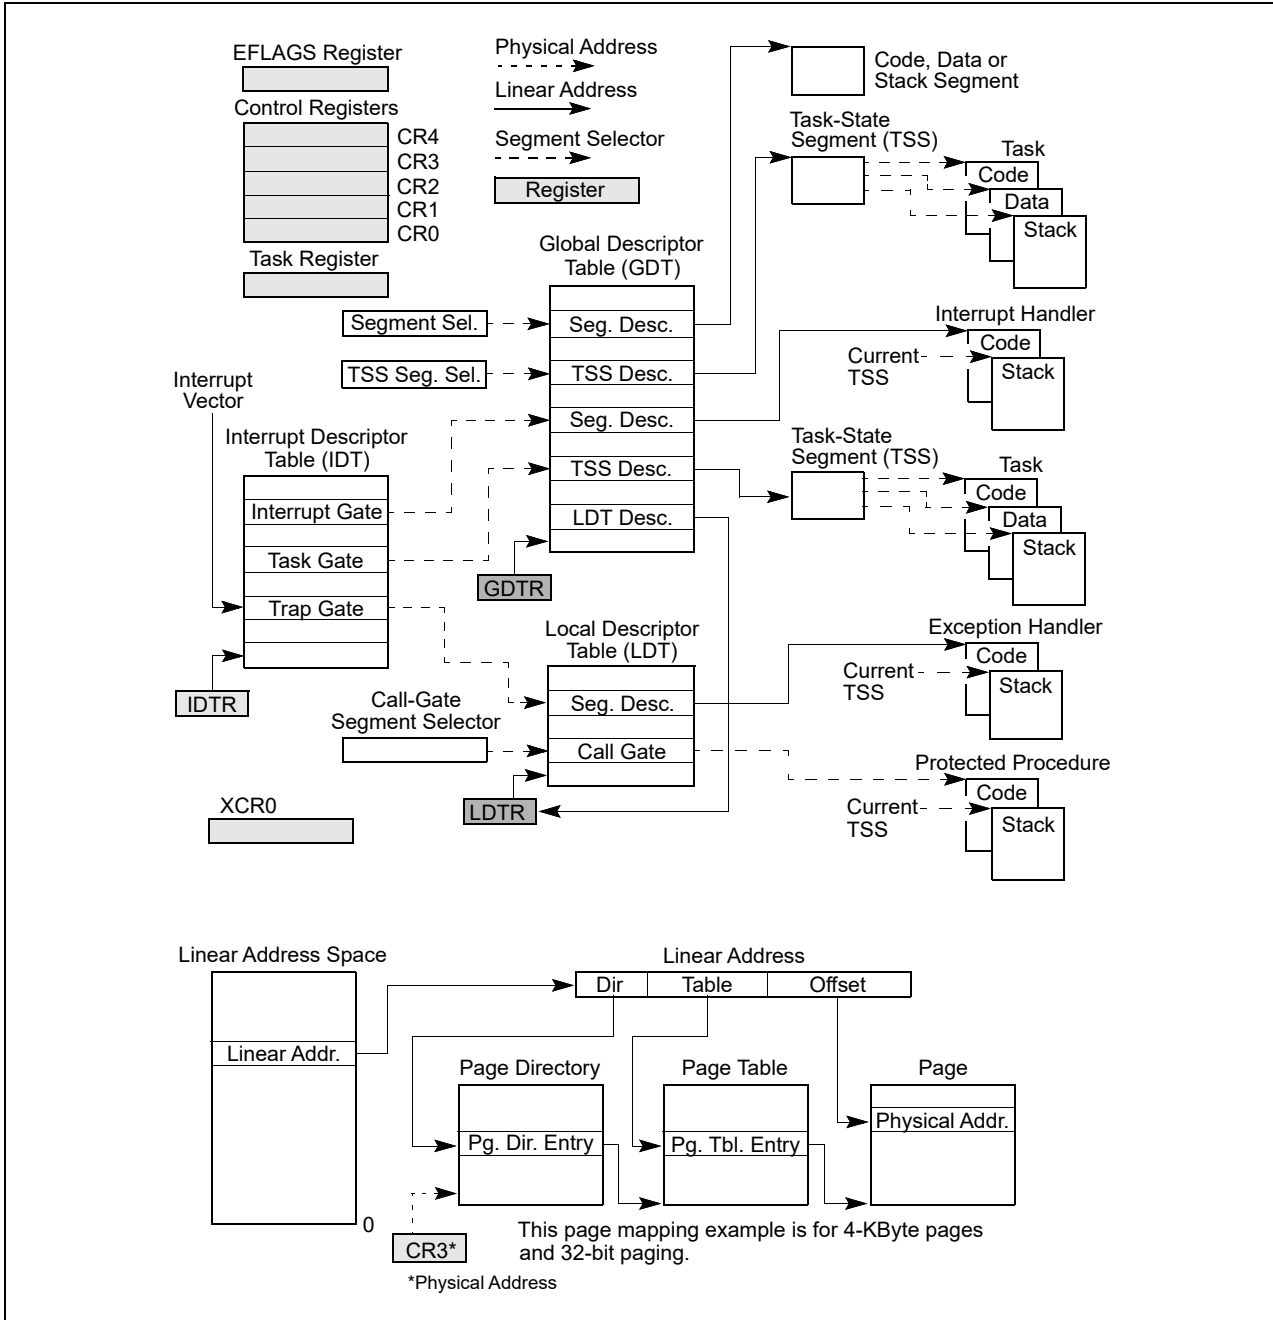 EFLAGS Register
Control Registers
CR4
CR3
CR2
CR1
CR0
Task Register
Physical Address
Linear Address
Segment Selector
Register
Code, Data or
Stack Segment
Task-State
Segment (TSS)
Task
Code
Data
Stack
Global Descriptor
Table (GDT)
Segment Sel.
Seg. Desc.
TSS Seg. Sel.
TSS Desc.
Seg. Desc.
TSS Desc.
LDT Desc.
GDTR
Interrupt Handler
Code
Stack
Current
TSS
Interrupt
Vector
Interrupt Descriptor
Table (IDT)
Interrupt Gate
Task Gate
Trap Gate
IDTR
Task-State
Segment (TSS)
Task
Code
Data
Stack
Local Descriptor
Table (LDT)
Seg. Desc.
Call Gate
LDTR
Call-Gate
Segment Selector
Exception Handler
Code
Stack
Current
TSS
Protected Procedure
Code
Stack
Current
TSS
XCR0
Linear Address Space
Linear Addr.
0
Linear Address
Dir
Table
Offset
Page Directory
Pg. Dir. Entry
Page Table
Pg. Tbl. Entry
Page
Physical Addr.
CR3*
*Physical Address
This page mapping example is for 4-KByte pages
and 32-bit paging.